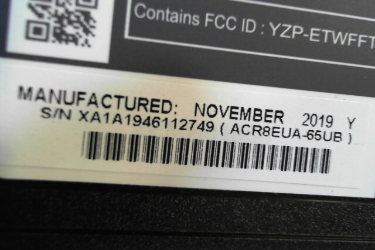 Contains FCC ID : YZP-ETWFFT
MANUFACTURED: NOVEMBER 2019 Y
S/N XA1A1946112749 ( ACR8EUA-65UB )